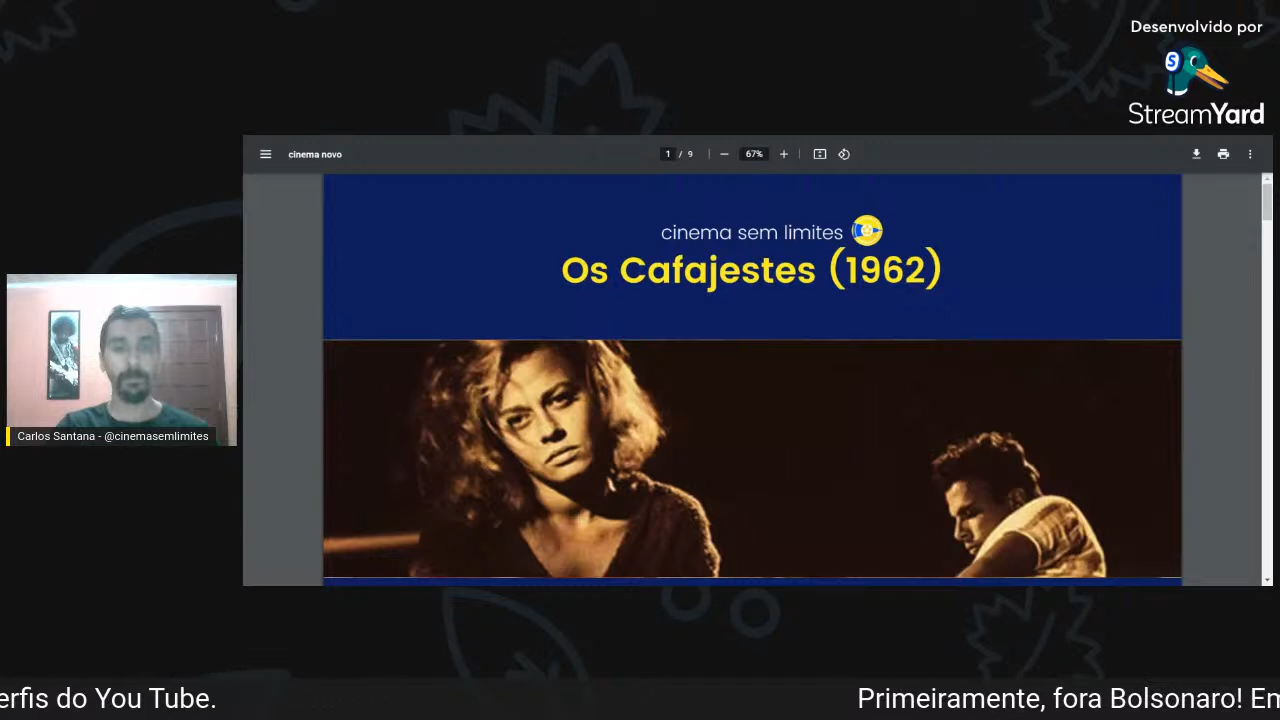 Desenvolvido por
StreamYard
cinema novo
1 / 9
67%
cinema sem limites
Os Cafajestes (1962)
Carlos Santana - @cinemasemlimites
erfis do You Tube.
Primeiramente, fora Bolsonaro! En